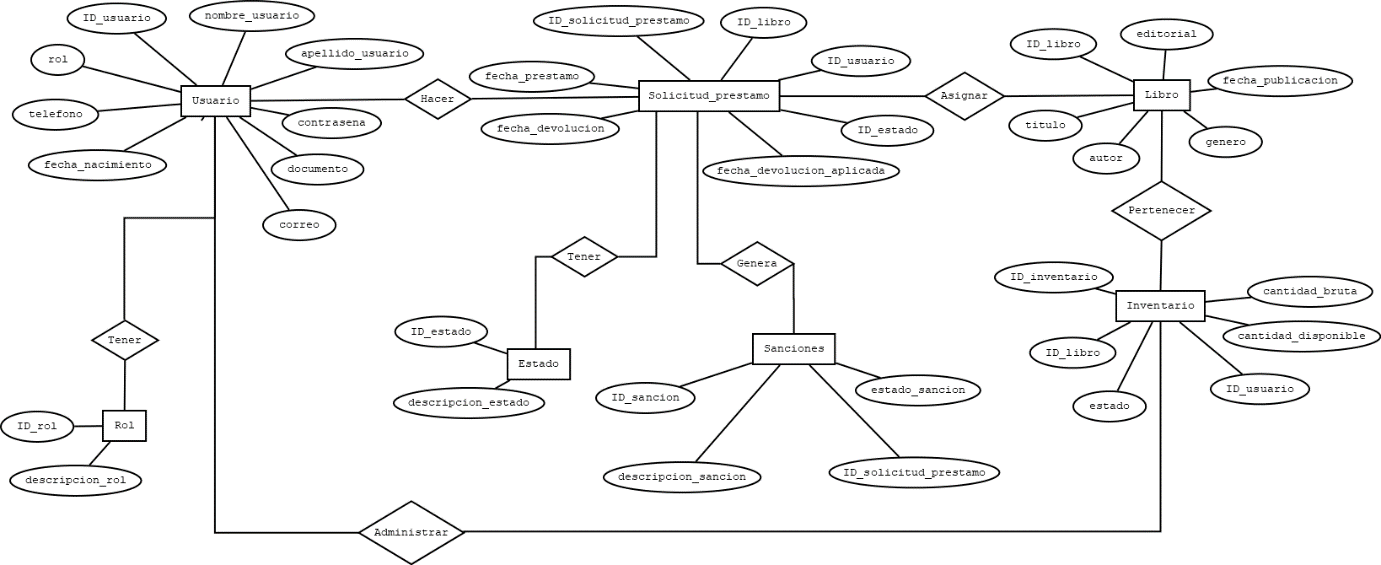 ID_usuario
nombre_usuario
ID_solicitud_prestamo
ID_libro
editorial
ID_libro
rol
apellido_usuario
ID_usuario
fecha_prestamo
fecha_publicacion
Usuario
Hacer
Solicitud_prestamo
Asignar
Libro
telefono
contrasena
fecha_devolucion
ID_estado
titulo
genero
autor
fecha_nacimiento
documento
fecha_devolucion_aplicada
correo
Pertenecer
Tener
Genera
ID_inventario
cantidad_bruta
Inventario
ID_estado
cantidad_disponible
Tener
Sanciones
ID_libro
Estado
descripcion_estado
ID_sancion
estado_sancion
ID_usuario
estado
ID_rol
Rol
descripcion_rol
descripcion_sancion
ID_solicitud_prestamo
Administrar